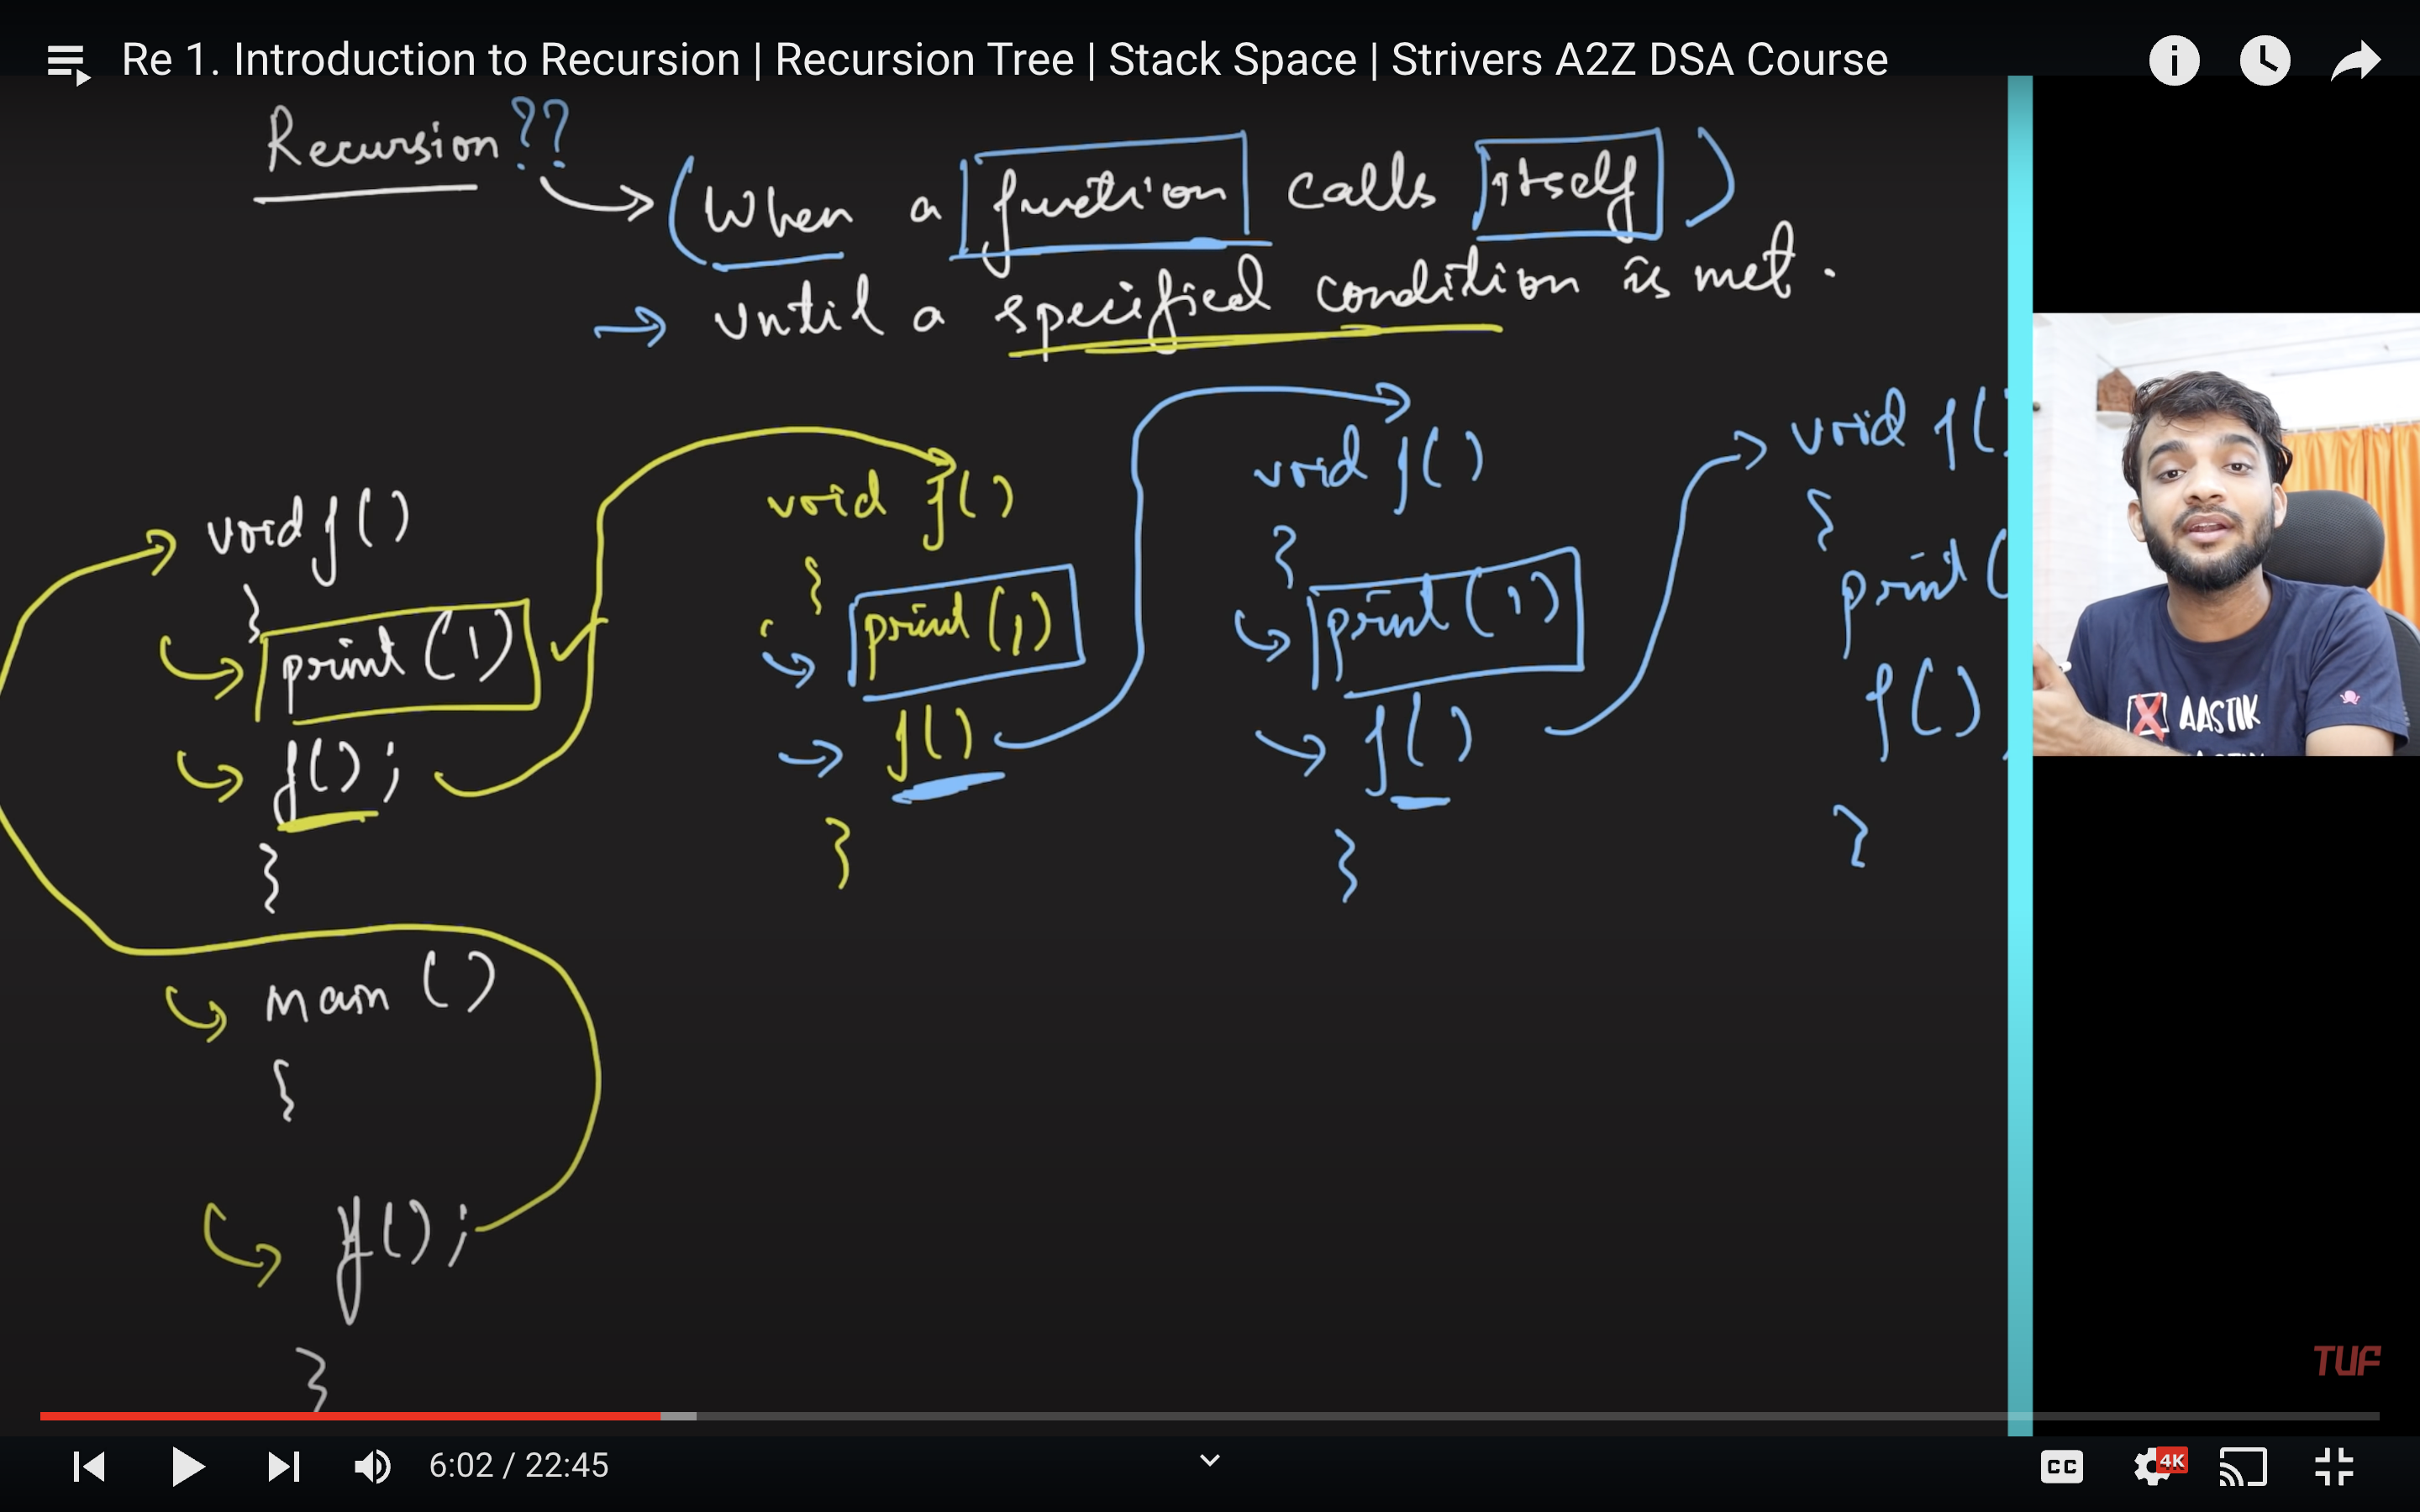 Re 1. Introduction to Recursion | Recursion Tree | Stack Space | Strivers A2Z DSA Course
Recursion ??
(When a function calls itself)
until a specified condition is met.
void f()
{
print(1)
f();
}
main()
{
f();
}
void f()
{
print(1)
f()
}
void f()
{
print(1)
f()
}
void f(
{
print(
f()
}
AASTIK
TUF
6:02 / 22:45
CC
4K